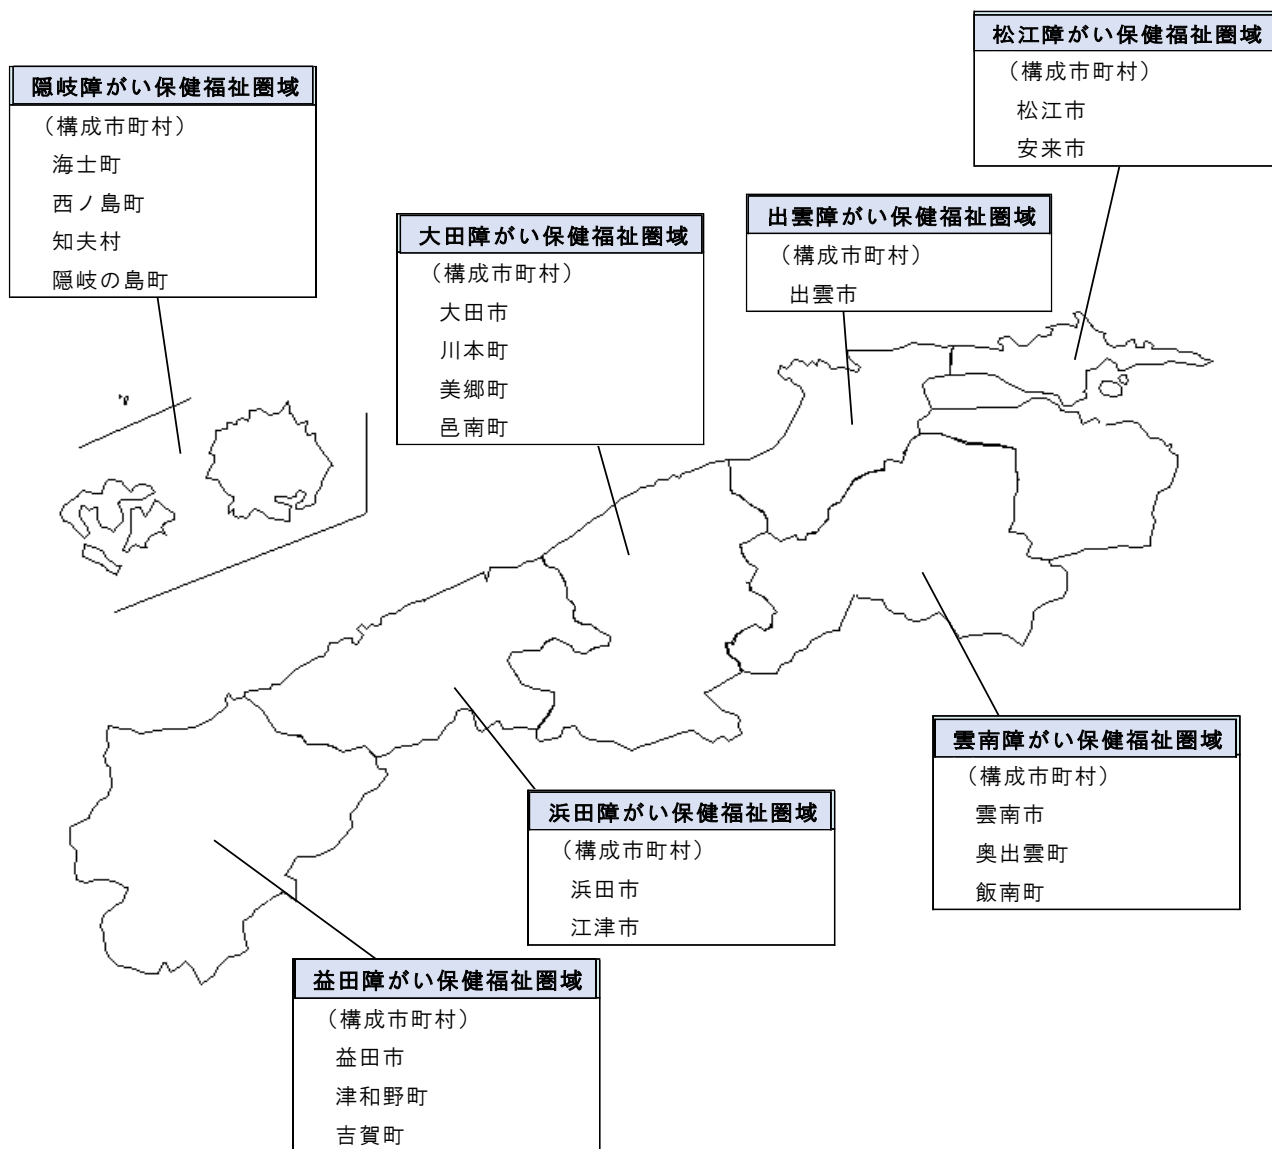 松江障がい保健福祉圏域
（構成市町村）
松江市
安来市
隠岐障がい保健福祉圏域
（構成市町村）
海士町
西ノ島町
知夫村
隠岐の島町
出雲障がい保健福祉圏域
（構成市町村）
出雲市
大田障がい保健福祉圏域
（構成市町村）
大田市
川本町
美郷町
邑南町
雲南障がい保健福祉圏域
（構成市町村）
雲南市
奥出雲町
飯南町
浜田障がい保健福祉圏域
（構成市町村）
浜田市
江津市
益田障がい保健福祉圏域
（構成市町村）
益田市
津和野町
吉賀町